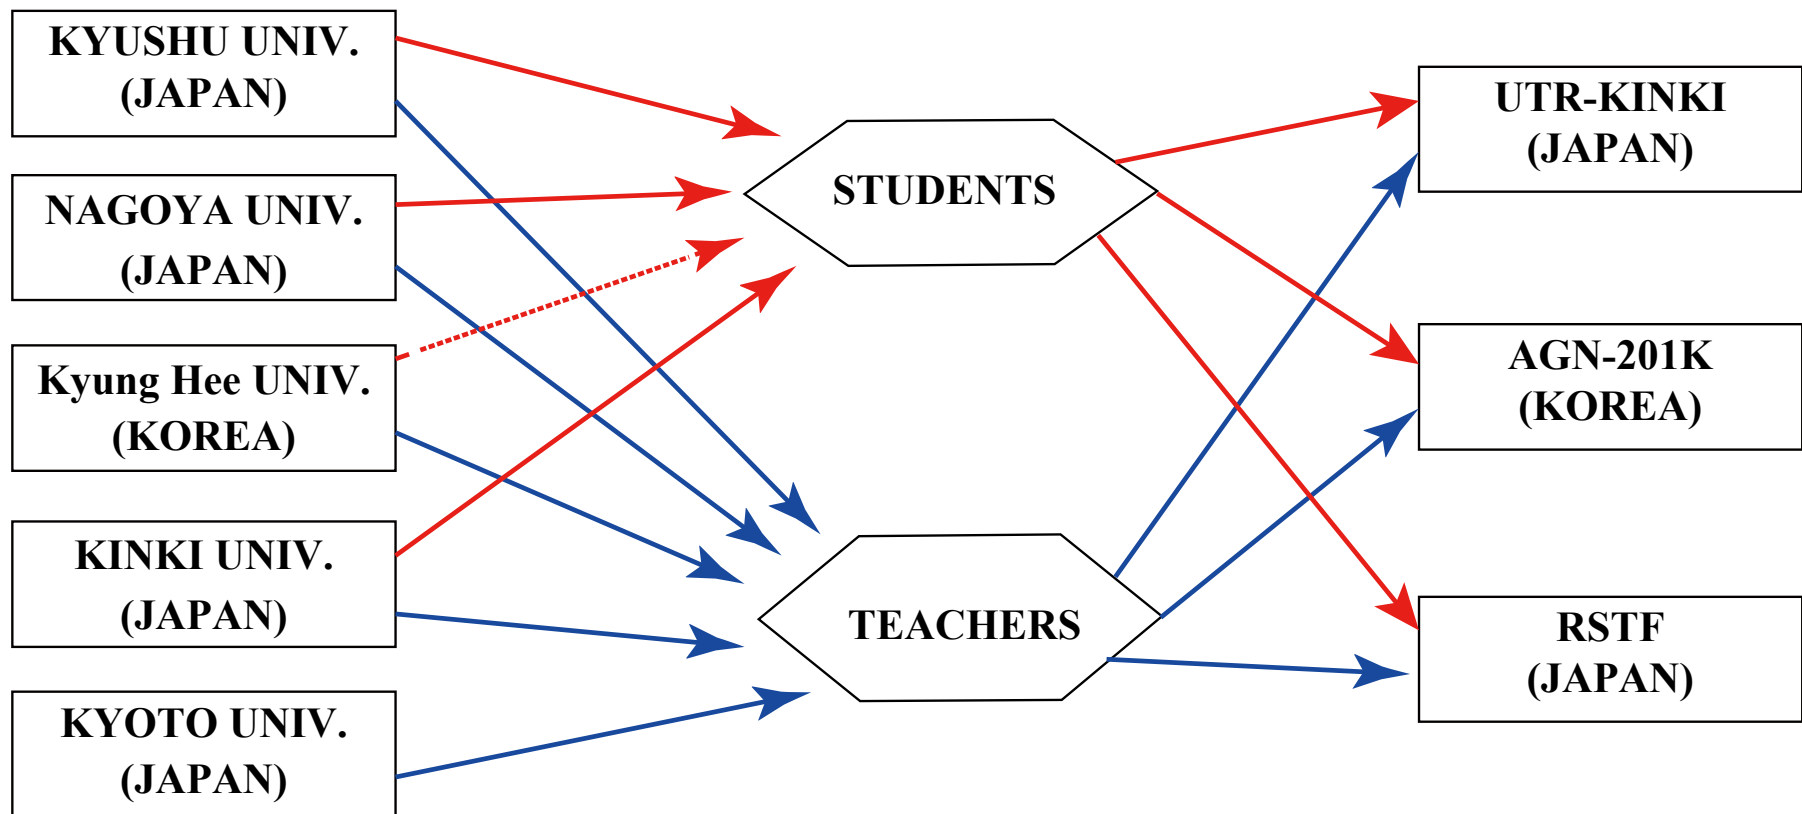 KYUSHU UNIV.
(JAPAN)
NAGOYA UNIV.
(JAPAN)
Kyung Hee UNIV.
(KOREA)
KINKI UNIV.
(JAPAN)
KYOTO UNIV.
(JAPAN)
STUDENTS
TEACHERS
UTR-KINKI
(JAPAN)
AGN-201K
(KOREA)
RSTF
(JAPAN)